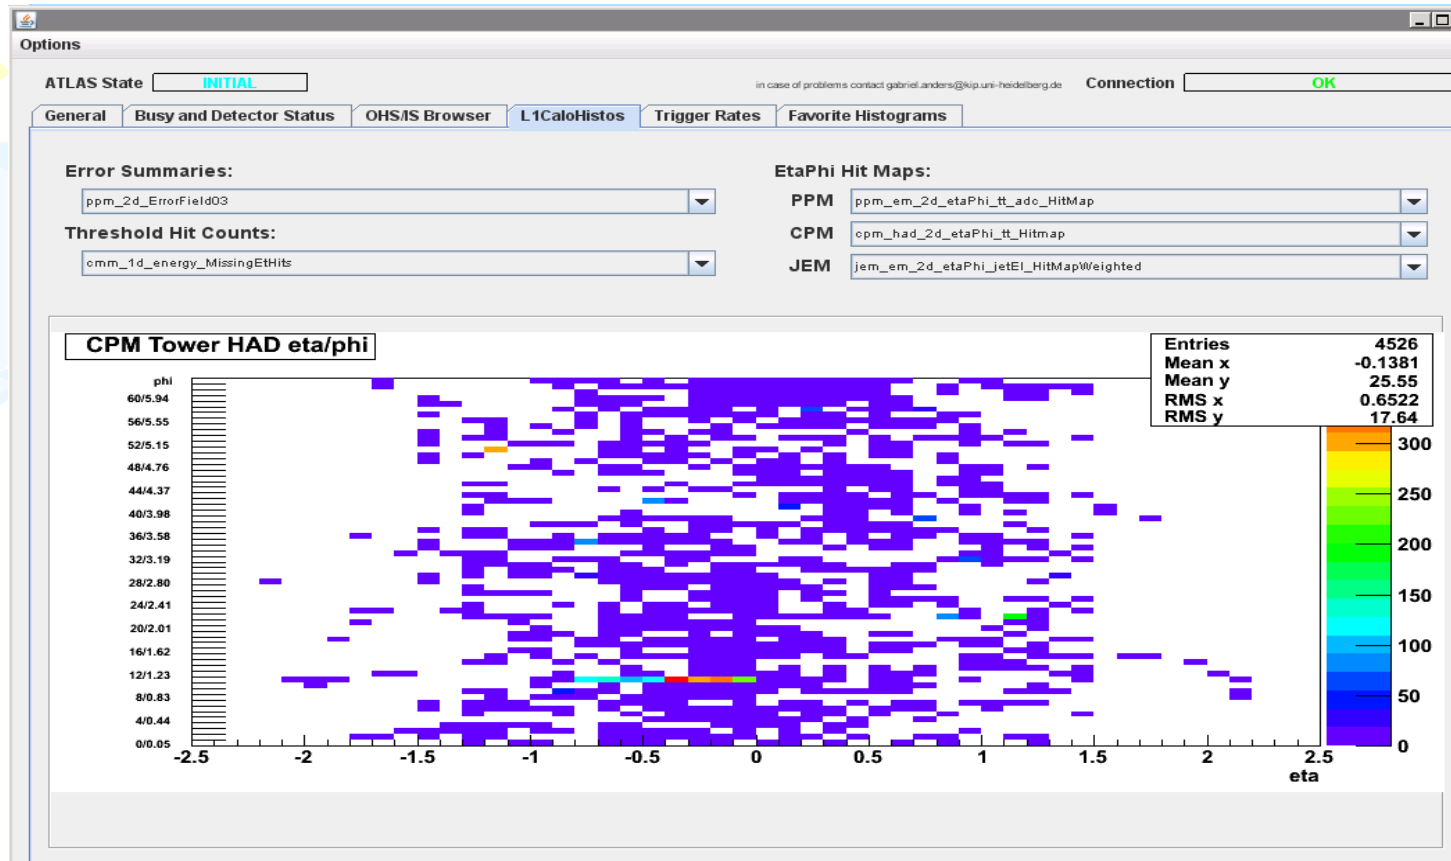 Options
ATLAS State INITIAL in case of problems contact gabriel.anders@kip.uni-heidelberg.de Connection OK
General Busy and Detector Status OHS/IS Browser L1CaloHistos Trigger Rates Favorite Histograms
Error Summaries: EtaPhi Hit Maps:
ppm_2d_ErrorField03 PPM ppm_em_2d_etaPhi_tt_adc_HitMap
Threshold Hit Counts: CPM cpm_had_2d_etaPhi_tt_Hitmap
cmm_1d_energy_MissingEtHits JEM jem_em_2d_etaPhi_jetEl_HitMapWeighted
CPM Tower HAD eta/phi
Entries 4526
Mean x -0.1381
Mean y 25.55
RMS x 0.6522
RMS y 17.64
phi
60/5.94
56/5.55
52/5.15
48/4.76
44/4.37
40/3.98
36/3.58
32/3.19
28/2.80
24/2.41
20/2.01
16/1.62
12/1.23
8/0.83
4/0.44
0/0.05
300
250
200
150
100
50
0
-2.5 -2 -1.5 -1 -0.5 0 0.5 1 1.5 2 2.5
eta